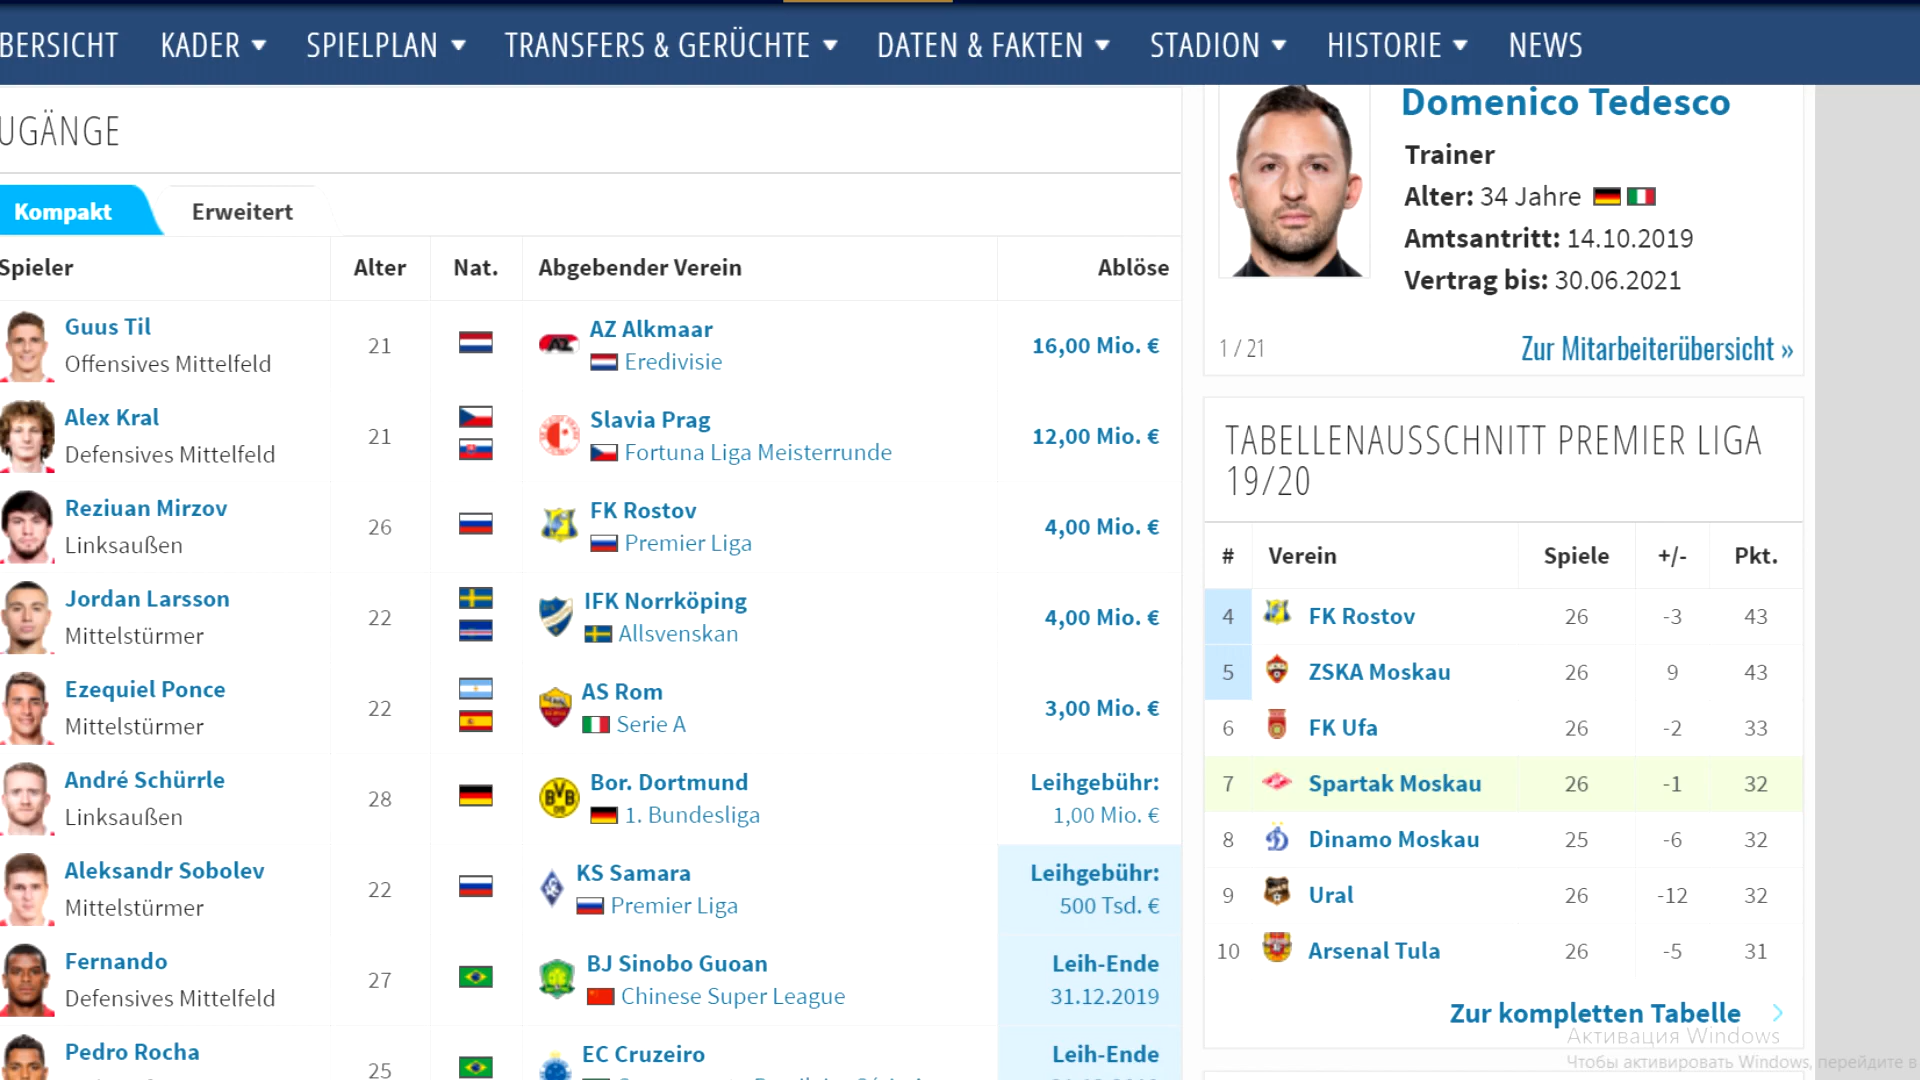 BERSICHT KADER SPIELPLAN TRANSFERS & GERÜCHTE DATEN & FAKTEN STADION HISTORIE NEWS
UGÄNGE
Kompakt Erweitert
Spieler Alter Nat. Abgebender Verein Ablöse
Guus Til
Offensives Mittelfeld
21
AZ Alkmaar
Eredivisie
16,00 Mio. €
Alex Kral
Defensives Mittelfeld
21
Slavia Prag
Fortuna Liga Meisterrunde
12,00 Mio. €
Reziuan Mirzov
Linksaußen
26
FK Rostov
Premier Liga
4,00 Mio. €
Jordan Larsson
Mittelstürmer
22
IFK Norrköping
Allsvenskan
4,00 Mio. €
Ezequiel Ponce
Mittelstürmer
22
AS Rom
Serie A
3,00 Mio. €
André Schürrle
Linksaußen
28
Bor. Dortmund
1. Bundesliga
Leihgebühr:
1,00 Mio. €
Aleksandr Sobolev
Mittelstürmer
22
KS Samara
Premier Liga
Leihgebühr:
500 Tsd. €
Fernando
Defensives Mittelfeld
27
BJ Sinobo Guoan
Chinese Super League
Leih-Ende
31.12.2019
Pedro Rocha
25
EC Cruzeiro
Leih-Ende
Domenico Tedesco
Trainer
Alter: 34 Jahre
Amtsantritt: 14.10.2019
Vertrag bis: 30.06.2021
1 / 21
Zur Mitarbeiterübersicht »
TABELLENAUSSCHNITT PREMIER LIGA
19/20
# Verein Spiele +/- Pkt.
4 FK Rostov 26 -3 43
5 ZSKA Moskau 26 9 43
6 FK Ufa 26 -2 33
7 Spartak Moskau 26 -1 32
8 Dinamo Moskau 25 -6 32
9 Ural 26 -12 32
10 Arsenal Tula 26 -5 31
Zur kompletten Tabelle
Активация Windows
Чтобы активировать Windows, перейдите в